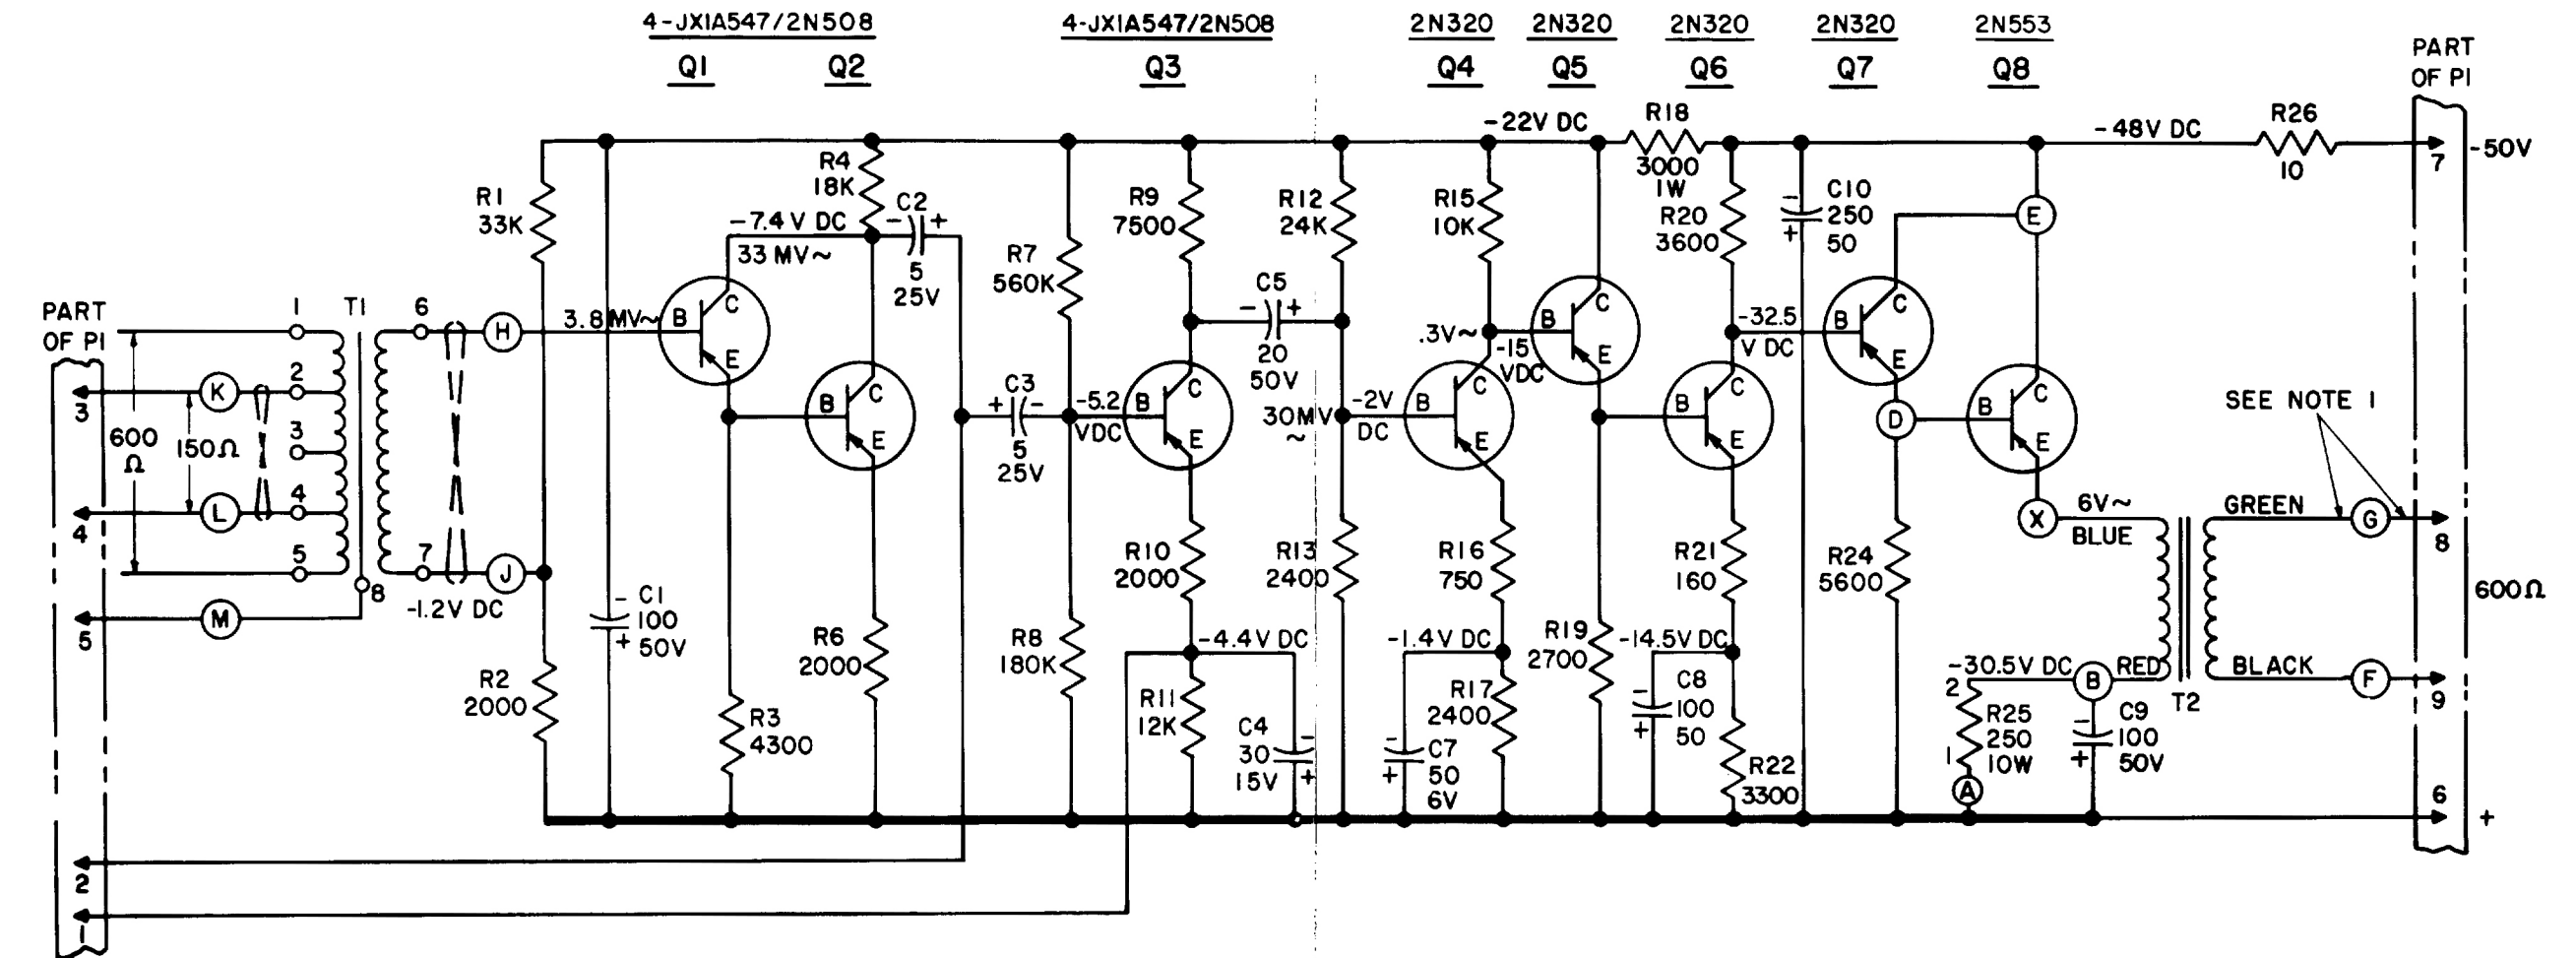 4-JX1A547/2N508
4-JX1A547/2N508
2N320
2N320
2N320
2N320
2N553
Q1
Q2
Q3
Q4
Q5
Q6
Q7
Q8
PART
OF P1
-22V DC
R18
3000
1W
-48V DC
R26
10
7
-50V
R1
33K
R4
18K
-7.4 V DC
33 MV~
C2
- +
5
25V
R7
560K
R9
7500
R12
24K
R15
10K
R20
3600
C10
250
50
-
+
E
PART
OF P1
1
T1
6
H
3.8 MV~
B
C
E
C5
- +
20
50V
.3V~
-15
VDC
B
C
E
-32.5
V DC
B
C
E
2
K
3
600
Ω
150Ω
3
4
L
4
5
7
J
8
M
5
-1.2V DC
B
C
E
C3
+ -
5
25V
-5.2
VDC
B
C
E
30MV
~
-2V
DC
B
C
E
B
C
E
D
B
C
E
SEE NOTE 1
X
6V~
BLUE
GREEN
G
8
600Ω
C1
100
50V
-
+
R2
2000
R3
4300
R6
2000
R8
180K
R10
2000
-4.4V DC
R11
12K
C4
30
15V
-
+
R13
2400
R16
750
-1.4V DC
R17
2400
C7
50
6V
-
+
R19
2700
R21
160
-14.5V DC
C8
100
50
-
+
R22
3300
R24
5600
-30.5V DC
B
RED
T2
BLACK
F
9
2
R25
250
10W
1
A
C9
100
50V
-
+
6
+
2
1